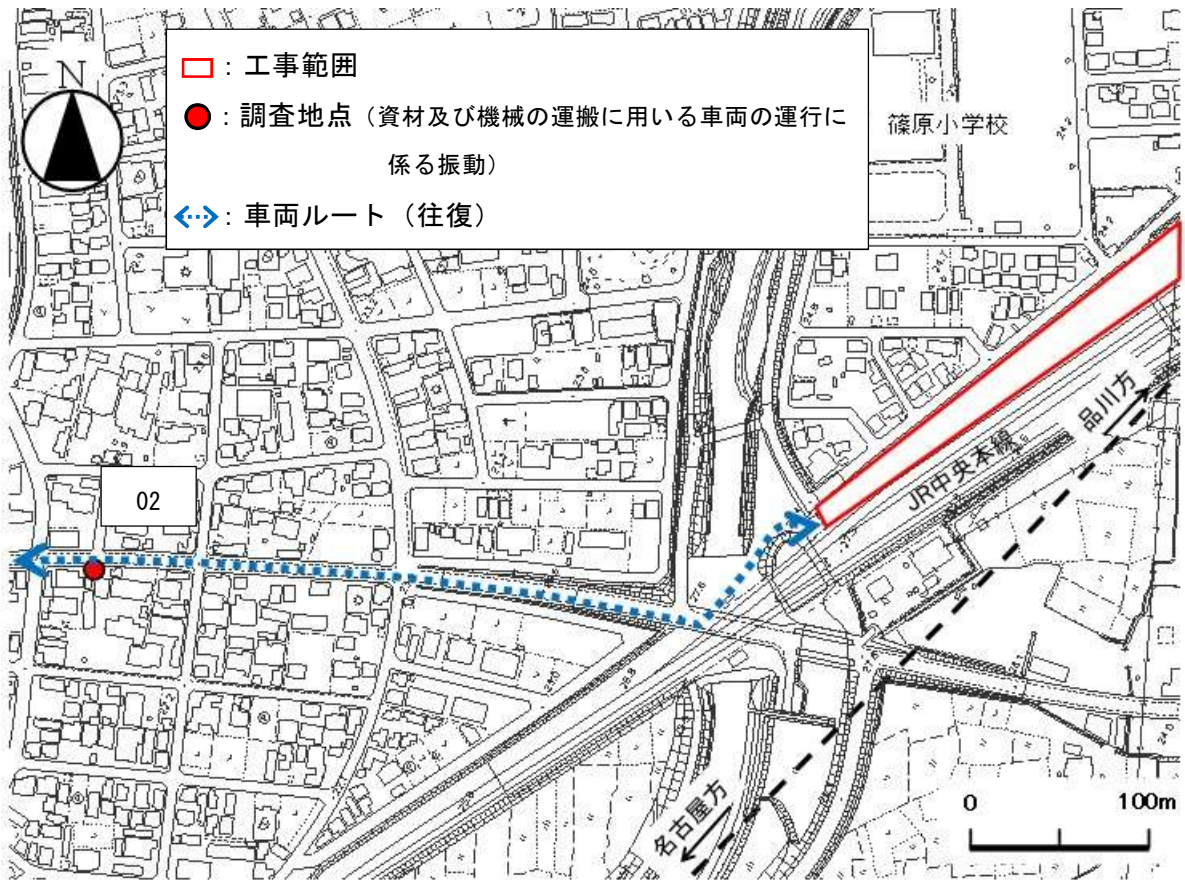 N
: 工事範囲
: 調査地点（資材及び機械の運搬に用いる車両の運行に
係る振動）
: 車両ルート（往復）
篠原小学校
24.2
品川方
JR中央本線
02
名古屋方
0 100m